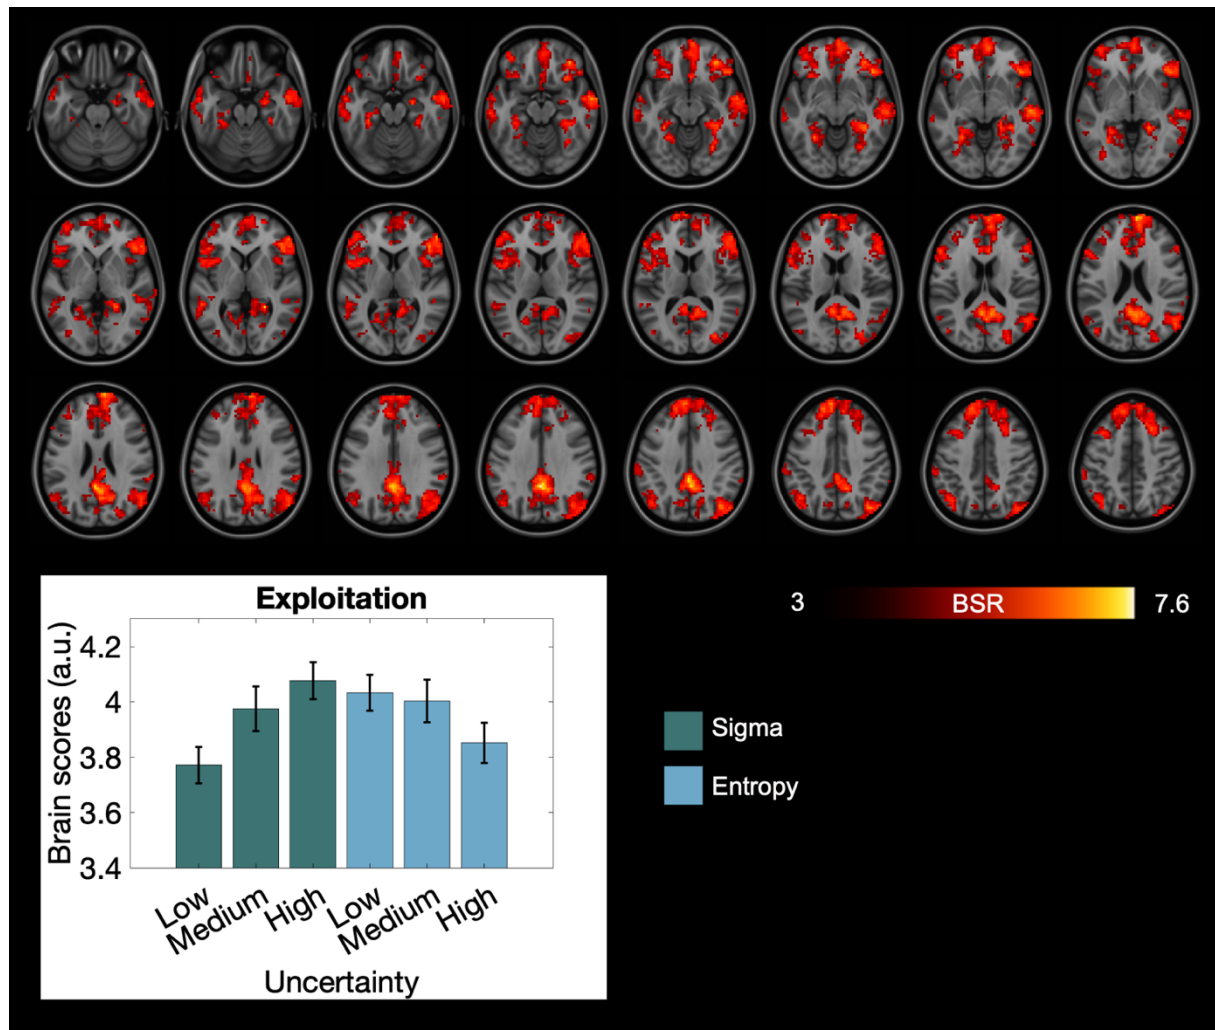 Exploitation
Brain scores (a.u.)
4.2
4
3.8
3.6
3.4
Low
Medium
High
Low
Medium
High
Uncertainty
3 BSR 7.6
Sigma
Entropy